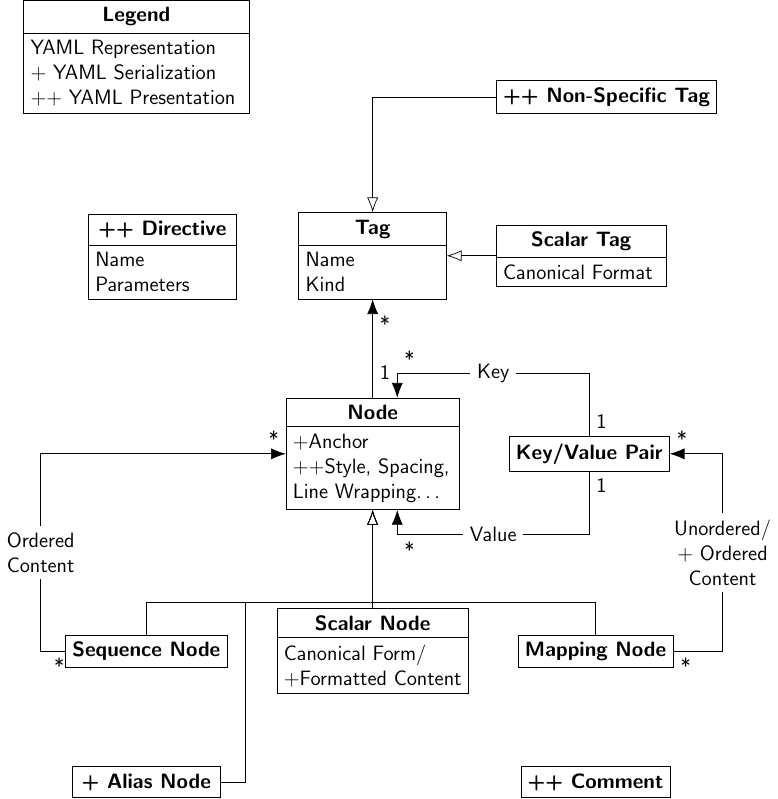 Legend
YAML Representation
+ YAML Serialization
++ YAML Presentation
++ Non-Specific Tag
++ Directive
Name
Parameters
Tag
Name
Kind
Scalar Tag
Canonical Format
*
1
*
Key
1
Node
+Anchor
++Style, Spacing,
Line Wrapping...
*
Key/Value Pair
*
1
Value
*
Ordered
Content
Unordered/
+ Ordered
Content
Sequence Node
*
Scalar Node
Canonical Form/
+Formatted Content
Mapping Node
*
+ Alias Node
++ Comment